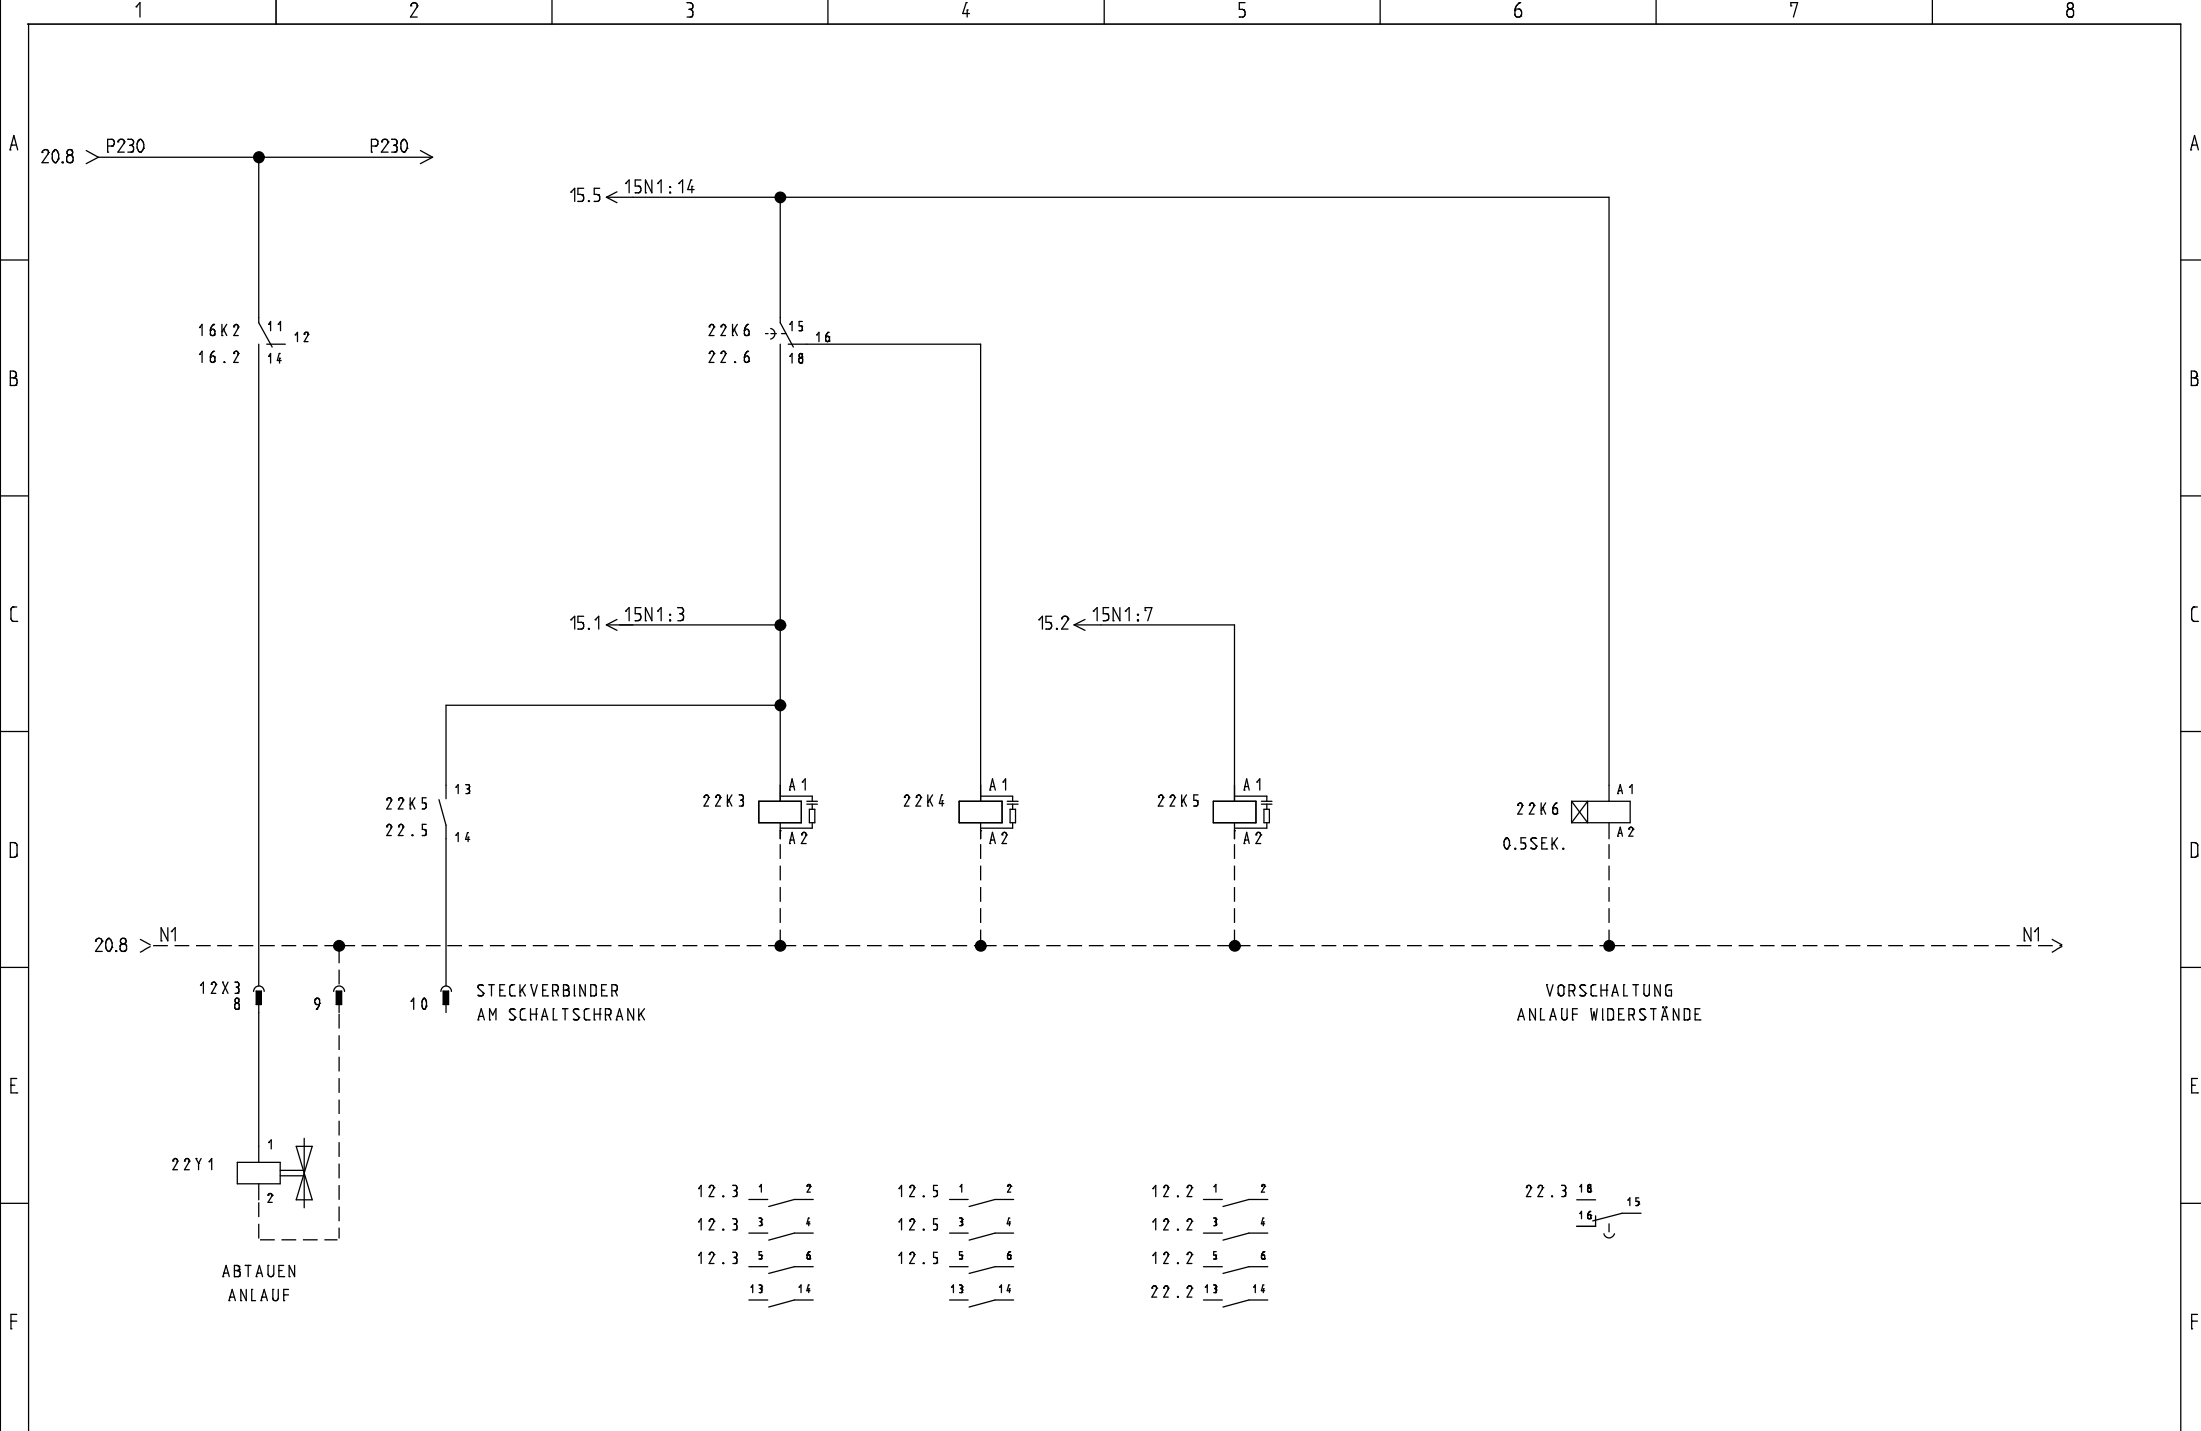 1 2 3 4 5 6 7 8
A A
20.8 P230 P230
15.5 15N1:14
16K2 11 12
16.2 14
22K6 15 16
22.6 18
B B
C C
15.1 15N1:3
15.2 15N1:7
22K5 13
22.5 14
22K3 A1
A2
22K4 A1
A2
22K5 A1
A2
22K6 A1
A2
0.5SEK.
D D
20.8 N1 N1
12X3
8 9 10
STECKVERBINDER
AM SCHALTSCHRANK
VORSCHALTUNG
ANLAUF WIDERSTÄNDE
E E
22Y1 1
2
ABTAUEN
ANLAUF
12.3 1 2
12.3 3 4
12.3 5 6
13 14
12.5 1 2
12.5 3 4
12.5 5 6
13 14
12.2 1 2
12.2 3 4
12.2 5 6
22.2 13 14
22.3 18
16 15
F F